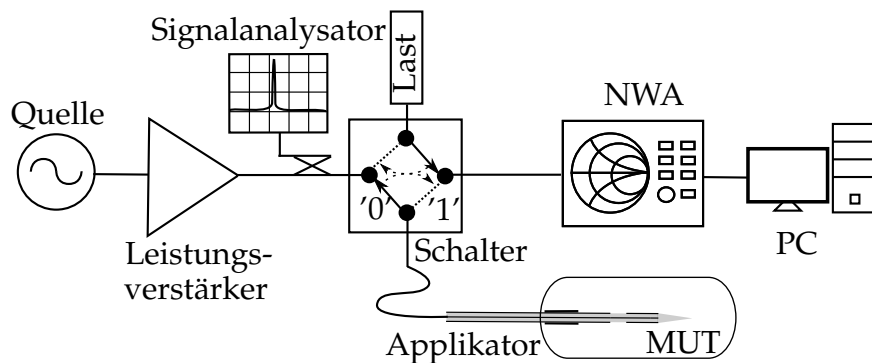 Signalanalysator
Last
NWA
Quelle
'0'
'1'
Leistungs-
verstärker
Schalter
PC
Applikator
MUT